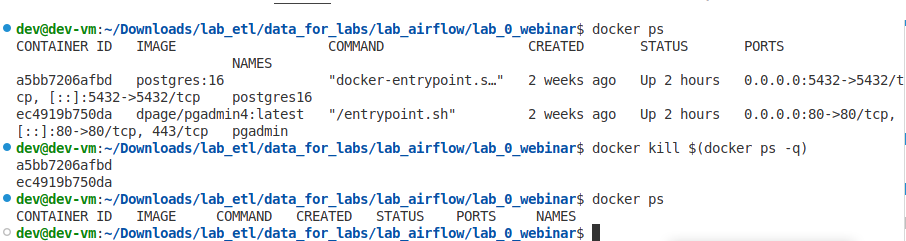 dev@dev-vm:~/Downloads/lab_etl/data_for_labs/lab_airflow/lab_0_webinar$ docker ps
CONTAINER ID   IMAGE                   COMMAND                  CREATED       STATUS       PORTS
                          NAMES
a5bb7206afbd   postgres:16             "docker-entrypoint.s…"   2 weeks ago   Up 2 hours   0.0.0.0:5432->5432/t
cp, [::]:5432->5432/tcp    postgres16
ec4919b750da   dpage/pgadmin4:latest   "/entrypoint.sh"         2 weeks ago   Up 2 hours   0.0.0.0:80->80/tcp,
[::]:80->80/tcp, 443/tcp   pgadmin
dev@dev-vm:~/Downloads/lab_etl/data_for_labs/lab_airflow/lab_0_webinar$ docker kill $(docker ps -q)
a5bb7206afbd
ec4919b750da
dev@dev-vm:~/Downloads/lab_etl/data_for_labs/lab_airflow/lab_0_webinar$ docker ps
CONTAINER ID   IMAGE     COMMAND   CREATED   STATUS    PORTS     NAMES
dev@dev-vm:~/Downloads/lab_etl/data_for_labs/lab_airflow/lab_0_webinar$